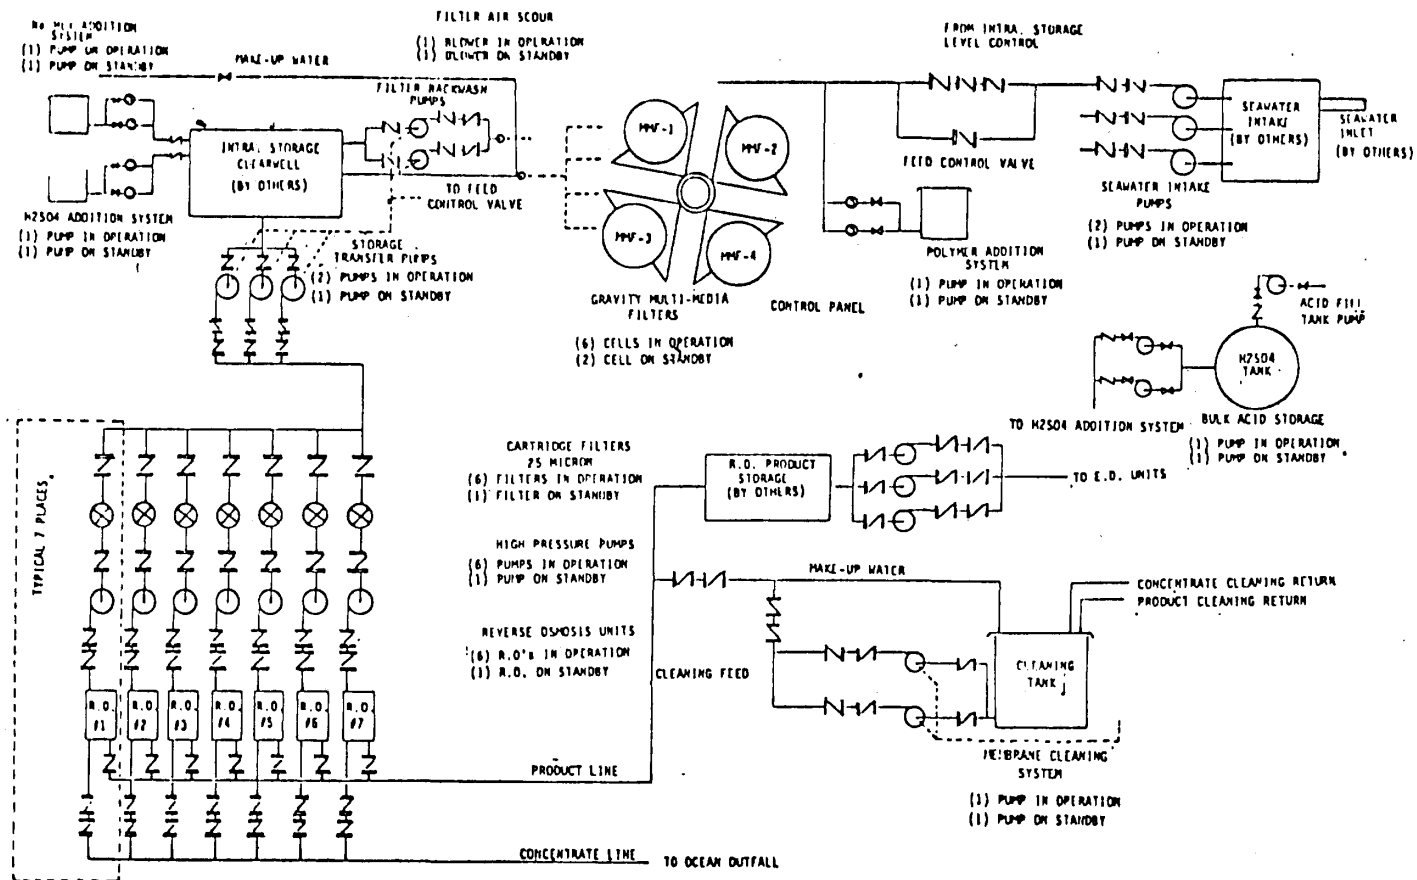 ADDITION
SYSTEM
(1) PUMP ON OPERATION
(1) PUMP ON STANDBY
MAKE-UP WATER
FILTER AIR SCOUR
(1) BLOWER IN OPERATION
(1) BLOWER ON STANDBY
FILTER BACKWASH
PUMPS
FROM INTRA. STORAGE
LEVEL CONTROL
INTRAL STORAGE
CLEARWELL
(BY OTHERS)
TO FEED
CONTROL VALVE
H2SO4 ADDITION SYSTEM
(1) PUMP IN OPERATION
(1) PUMP ON STANDBY
STORAGE
TRANSFER PUMPS
(2) PUMPS IN OPERATION
(1) PUMP ON STANDBY
MMF-1
MMF-2
MMF-3
MMF-4
GRAVITY MULTI-MEDIA
FILTERS
(6) CELLS IN OPERATION
(2) CELL ON STANDBY
CONTROL PANEL
FEED CONTROL VALVE
POLYMER ADDITION
SYSTEM
(1) PUMP IN OPERATION
(1) PUMP ON STANDBY
SEAWATER
INTAKE
(BY OTHERS)
SEAWATER
INLET
(BY OTHERS)
SEAWATER INTAKE
PUMPS
(2) PUMPS IN OPERATION
(1) PUMP ON STANDBY
ACID FILL
TANK PUMP
H2SO4
TANK
TO H2SO4 ADDITION SYSTEM
BULK ACID STORAGE
(1) PUMP IN OPERATION
(1) PUMP ON STANDBY
TYPICAL 7 PLACES
CARTRIDGE FILTERS
25 MICRON
(6) FILTERS IN OPERATION
(1) FILTER ON STANDBY
HIGH PRESSURE PUMPS
(6) PUMPS IN OPERATION
(1) PUMP ON STANDBY
REVERSE OSMOSIS UNITS
(6) R.O's IN OPERATION
(1) R.O. ON STANDBY
R.O. PRODUCT
STORAGE
(BY OTHERS)
TO E.D. UNITS
MAKE-UP WATER
CONCENTRATE CLEANING RETURN
PRODUCT CLEANING RETURN
CLEANING FEED
CLEANING
TANK
MEMBRANE CLEANING
SYSTEM
(1) PUMP IN OPERATION
(1) PUMP ON STANDBY
R.O.
#1
R.O.
#2
R.O.
#3
R.O.
#4
R.O.
#5
R.O.
#6
R.O.
#7
PRODUCT LINE
CONCENTRATE LINE
TO OCEAN OUTFALL